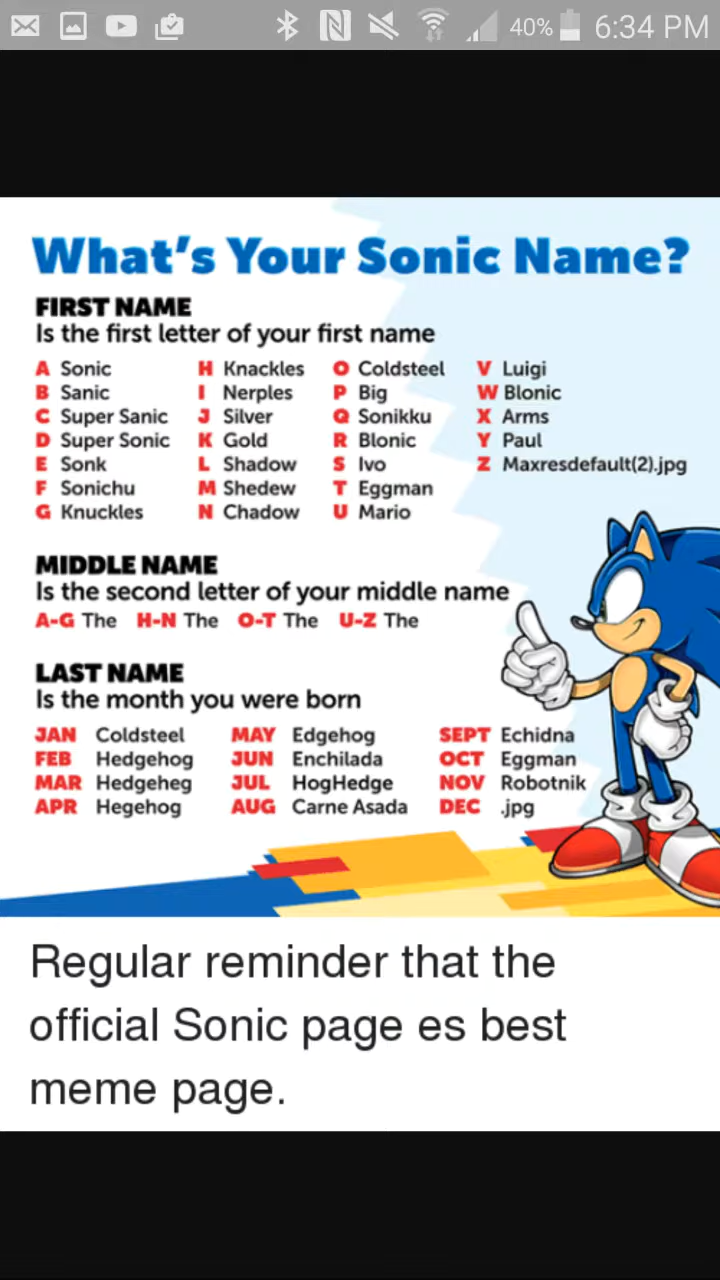 40% 6:34 PM
What's Your Sonic Name?
FIRST NAME
Is the first letter of your first name
A Sonic H Knackles O Coldsteel V Luigi
B Sanic I Nerples P Big W Blonic
C Super Sanic J Silver Q Sonikku X Arms
D Super Sonic K Gold R Blonic Y Paul
E Sonk L Shadow S Ivo Z Maxresdefault(2).jpg
F Sonichu M Shedew T Eggman
G Knuckles N Chadow U Mario
MIDDLE NAME
Is the second letter of your middle name
A-G The H-N The O-T The U-Z The
LAST NAME
Is the month you were born
JAN Coldsteel MAY Edgehog SEPT Echidna
FEB Hedgehog JUN Enchilada OCT Eggman
MAR Hedgeheg JUL HogHedge NOV Robotnik
APR Hegehog AUG Carne Asada DEC .jpg
Regular reminder that the
official Sonic page es best
meme page.